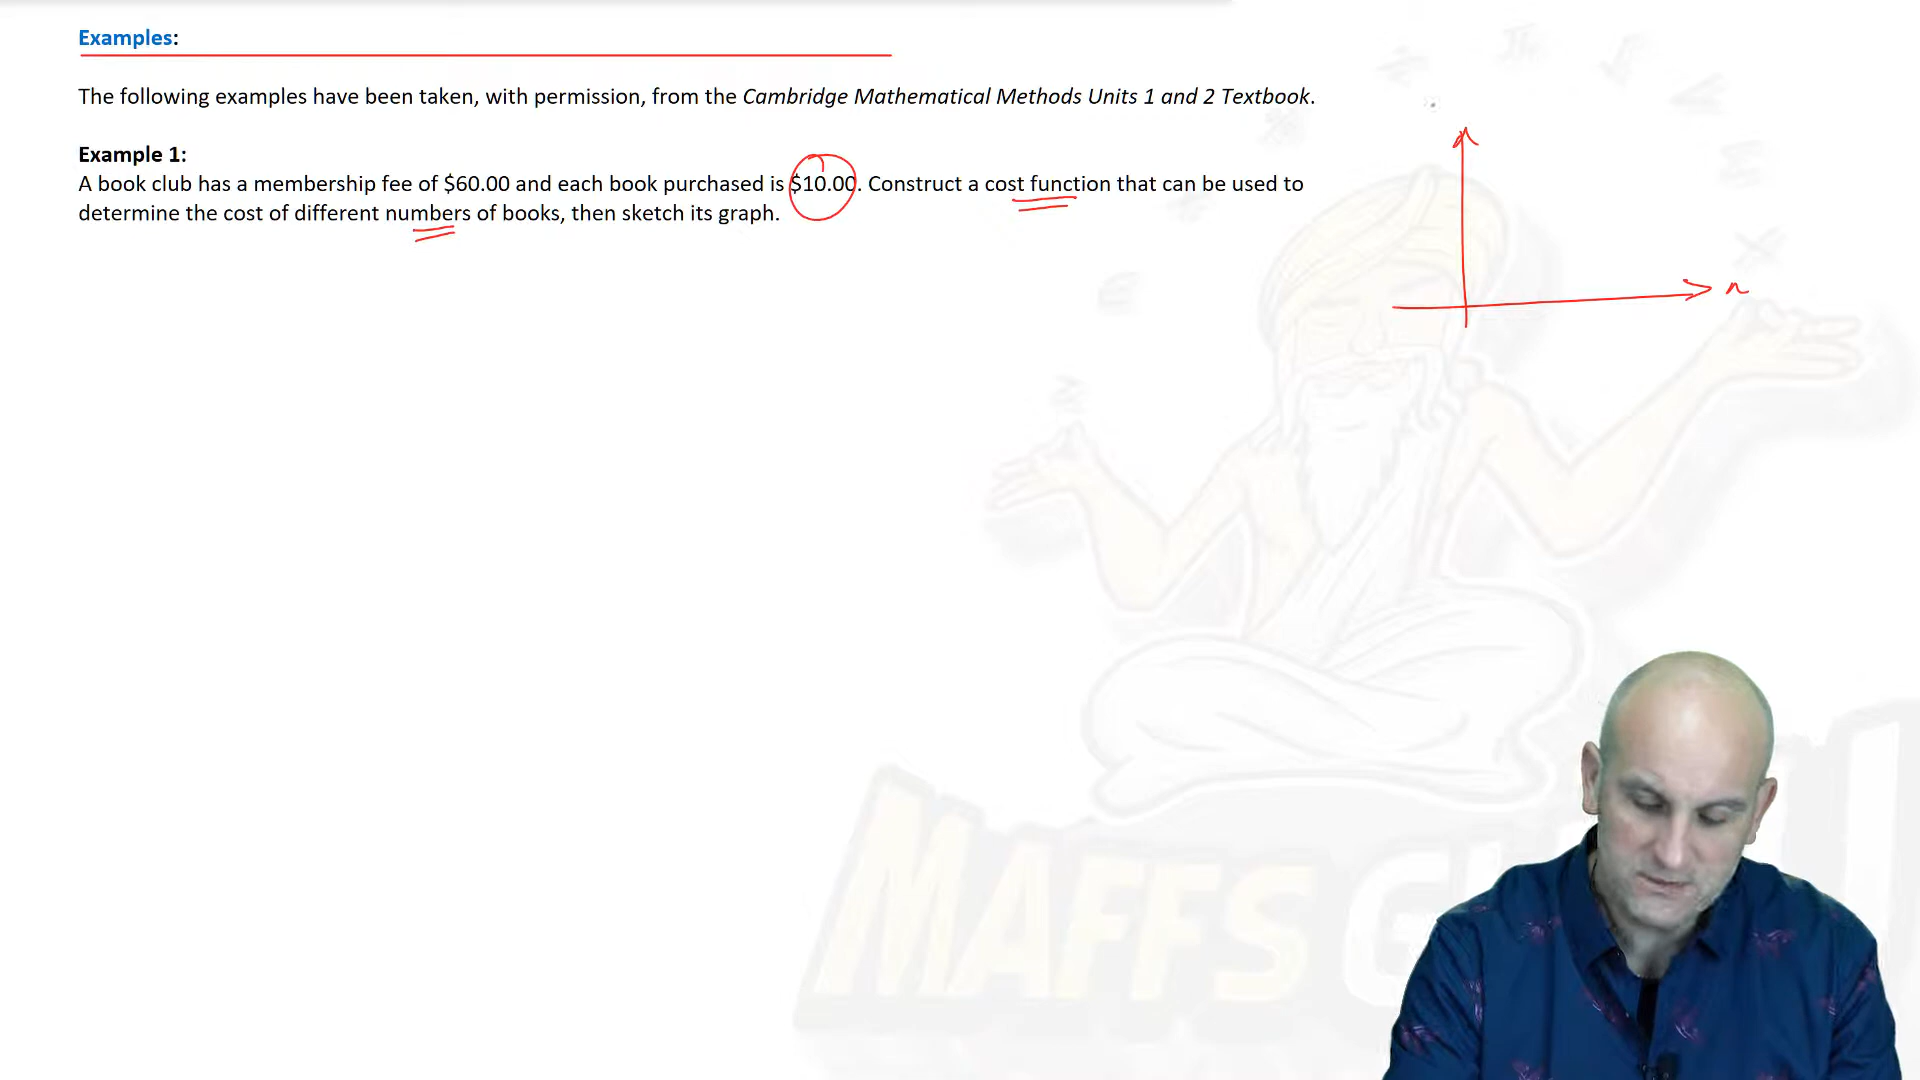 Examples:
The following examples have been taken, with permission, from the Cambridge Mathematical Methods Units 1 and 2 Textbook.
Example 1:
A book club has a membership fee of $60.00 and each book purchased is $10.00. Construct a cost function that can be used to
determine the cost of different numbers of books, then sketch its graph.
n
MAFFS G